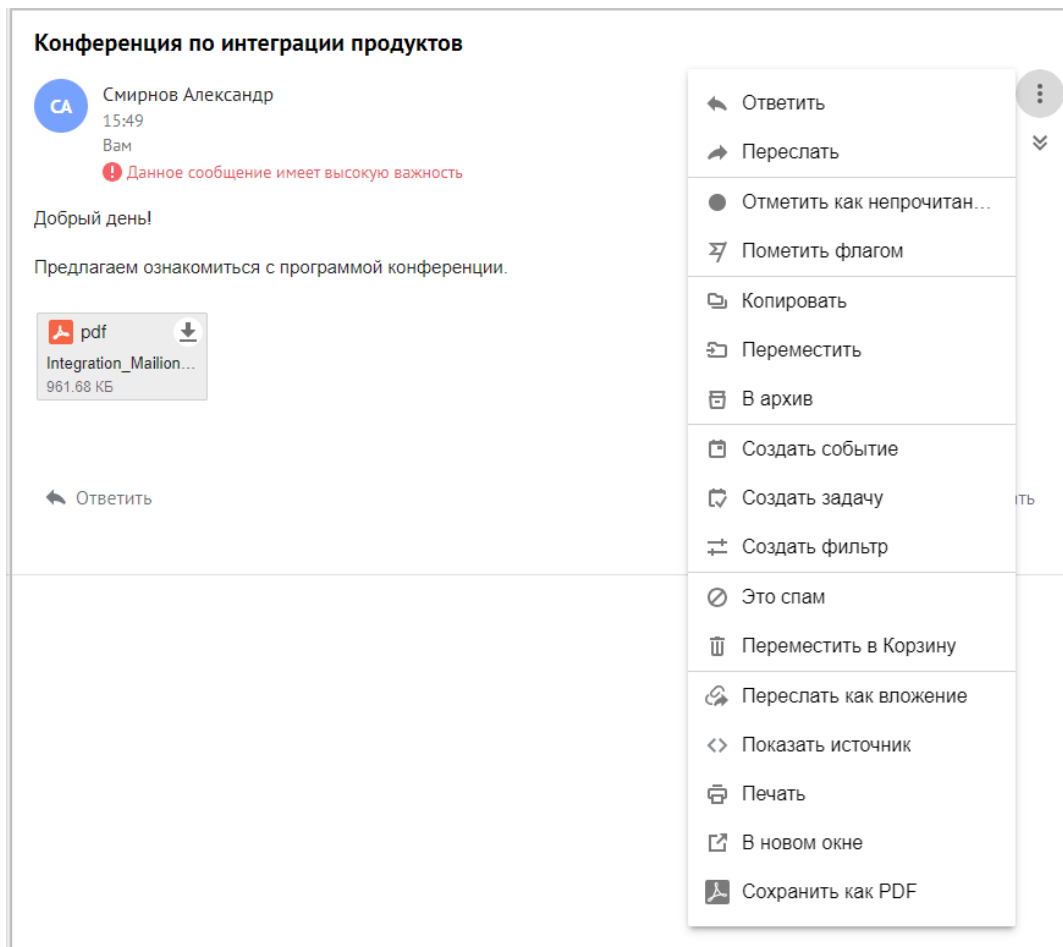 Конференция по интеграции продуктов
СА
Смирнов Александр
15:49
Вам
Данное сообщение имеет высокую важность
Добрый день!
Предлагаем ознакомиться с программой конференции.
pdf
Integration_Mailion...
961.68 КБ
Ответить
ть
Ответить
Переслать
Отметить как непрочитан...
Пометить флагом
Копировать
Переместить
В архив
Создать событие
Создать задачу
Создать фильтр
Это спам
Переместить в Корзину
Переслать как вложение
Показать источник
Печать
В новом окне
Сохранить как PDF